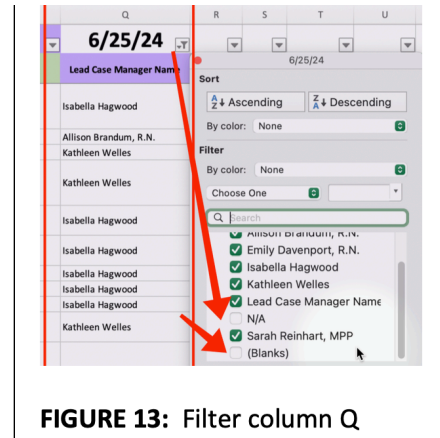 Q R S T U
6/25/24
Lead Case Manager Name
Isabella Hagwood
Allison Brandum, R.N.
Kathleen Welles
Kathleen Welles
Isabella Hagwood
Isabella Hagwood
Isabella Hagwood
Isabella Hagwood
Isabella Hagwood
Kathleen Welles
6/25/24
Sort
A Z Ascending
Z A Descending
By color: None
Filter
By color: None
Choose One
Search
Allison Brandum, R.N.
Emily Davenport, R.N.
Isabella Hagwood
Kathleen Welles
Lead Case Manager Name
N/A
Sarah Reinhart, MPP
(Blanks)
FIGURE 13: Filter column Q